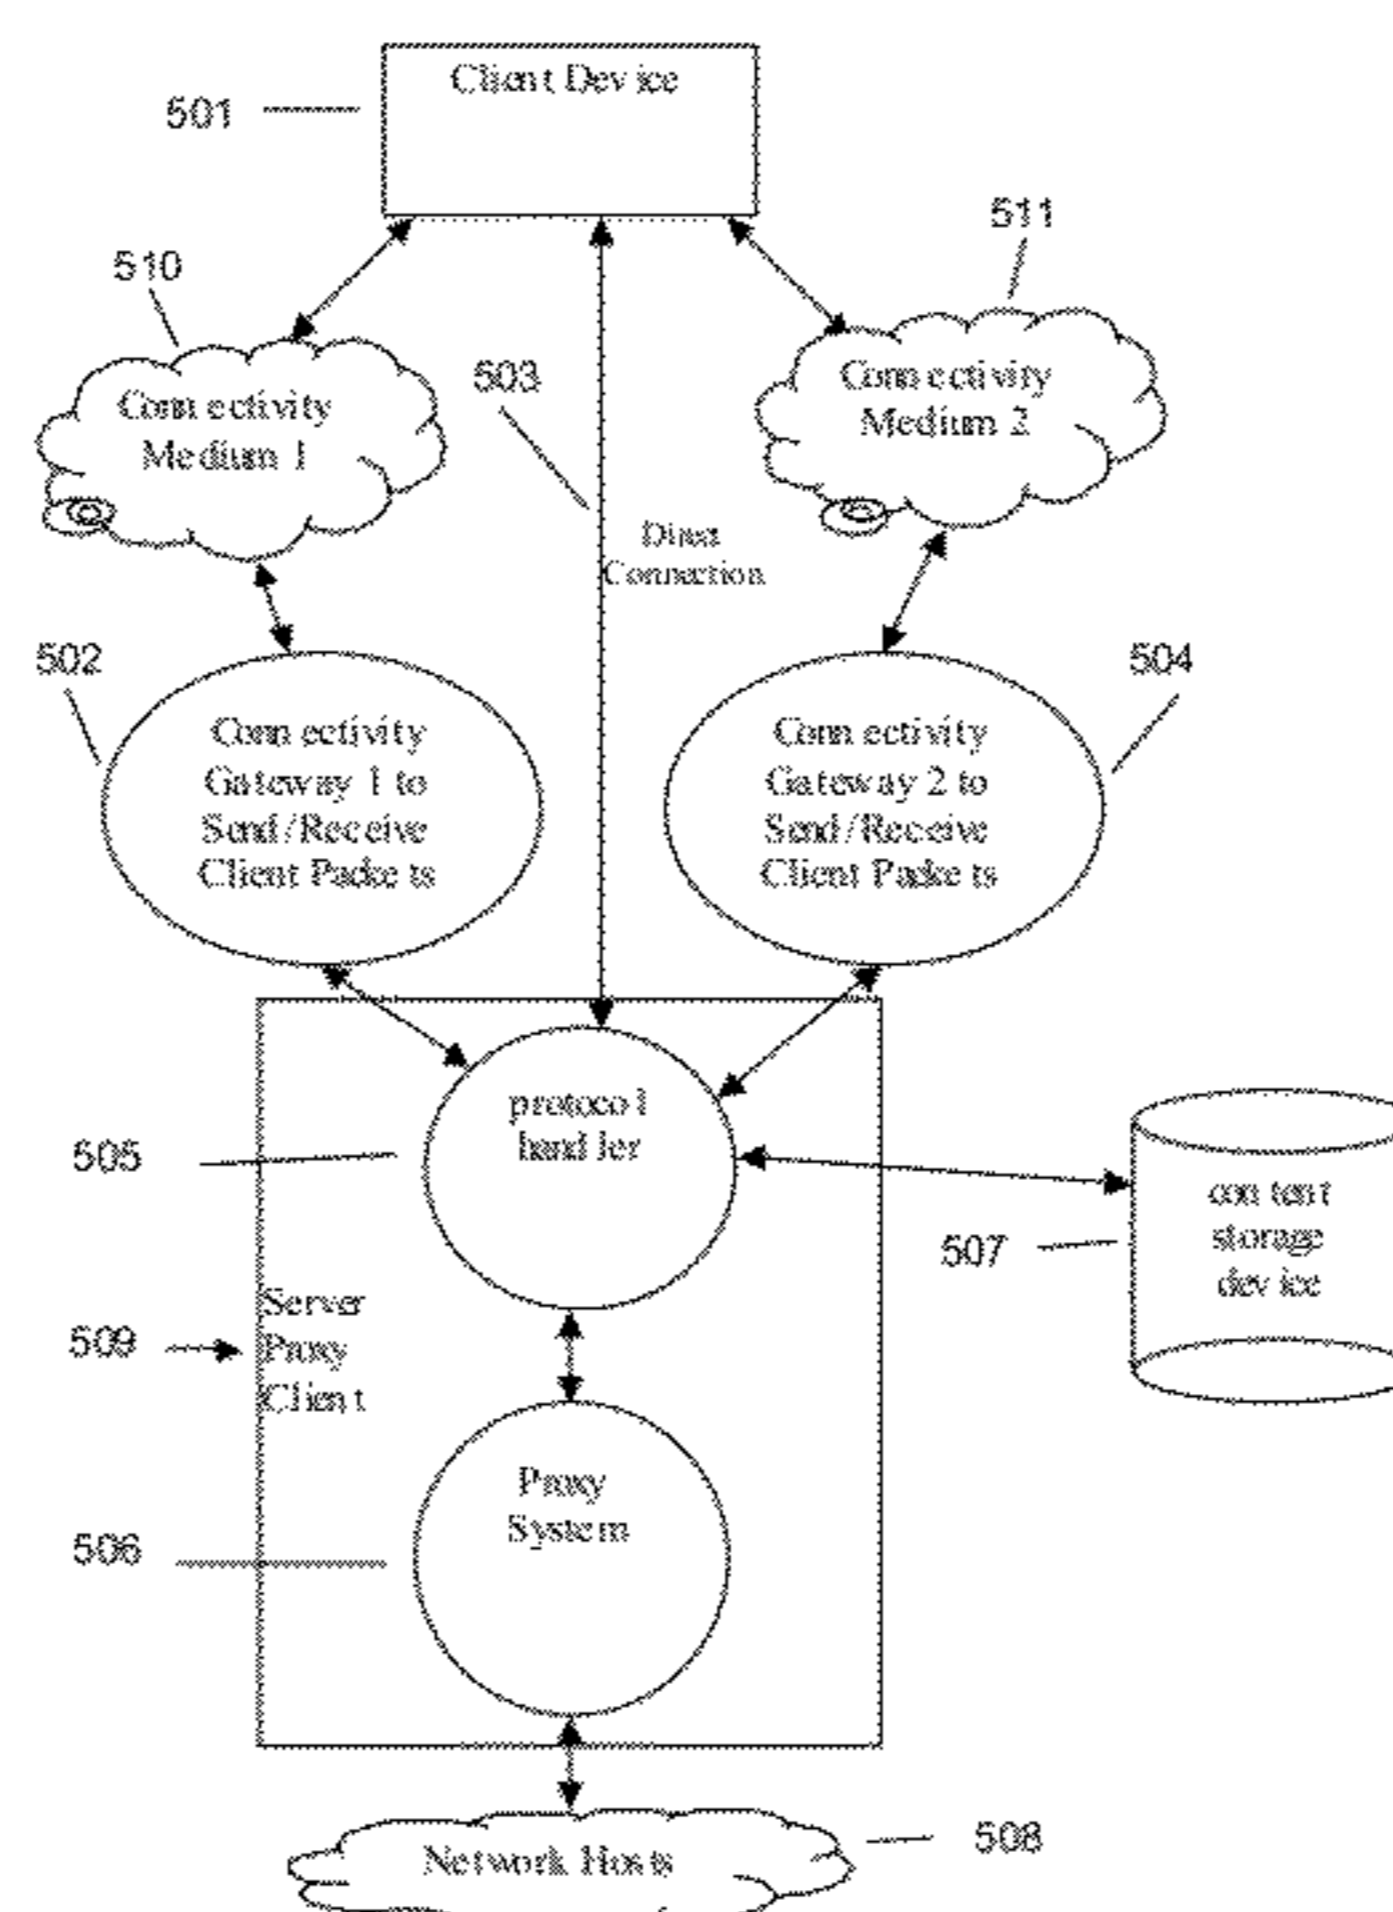 Client Device
501
511
510
503
Connectivity
Medium 1
Connectivity
Medium 2
Direct
Connection
502
504
Connectivity
Gateway 1 to
Send/Receive
Client Packets
Connectivity
Gateway 2 to
Send/Receive
Client Packets
protocol
handler
505
content
storage
device
507
Server
Proxy
Client
509
Proxy
System
506
Network Hosts
508